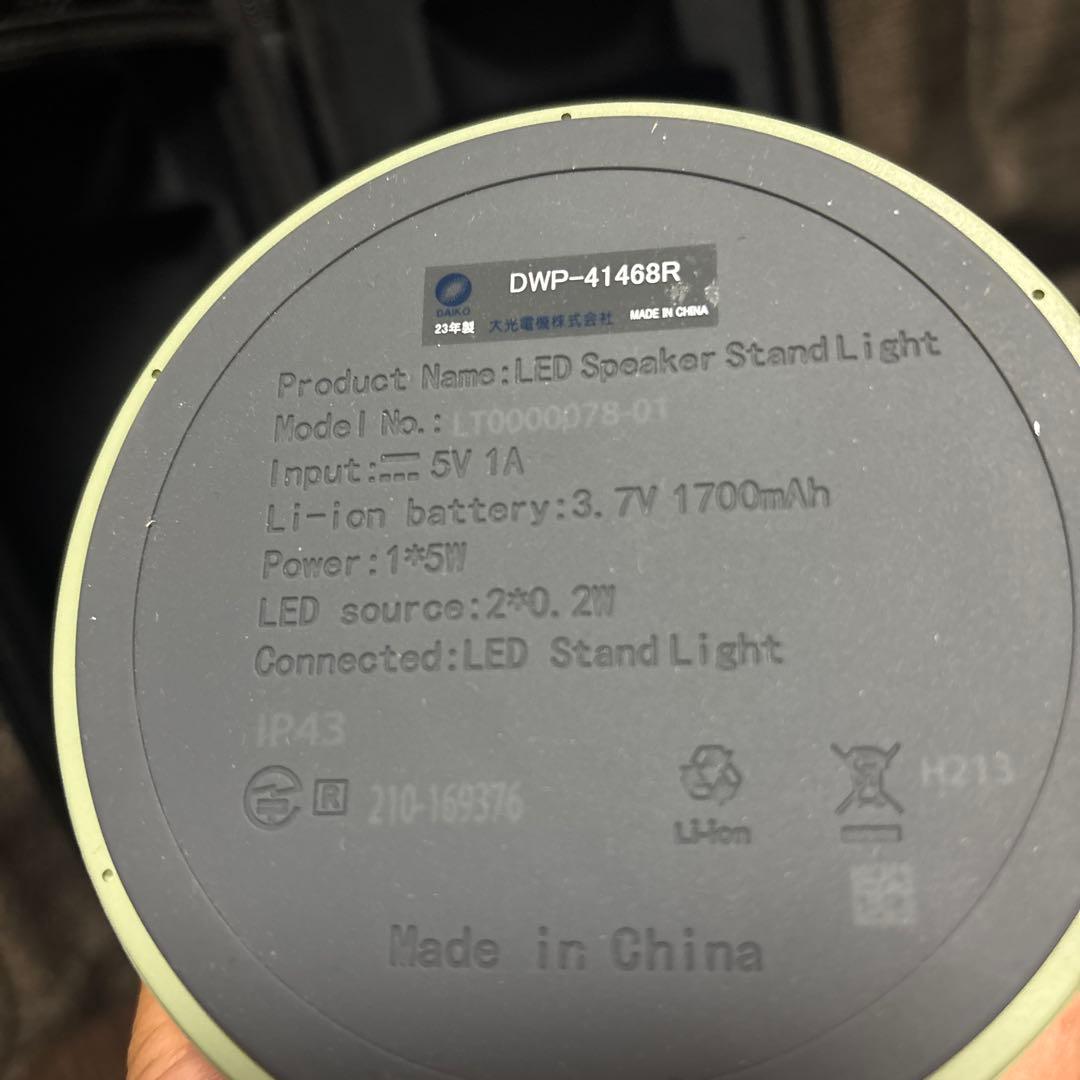 DWP-41468R
DAIKO
23年製 大光電機株式会社 MADE IN CHINA
Product Name:LED Speaker Stand Light
Model No.: LT0000078-01
Input: 5V 1A
Li-ion battery:3.7V 1700mAh
Power:1*5W
LED source:2*0.2W
Connected:LED Stand Light
IP43
R 210-169376
H213
Li-ion
Made in China